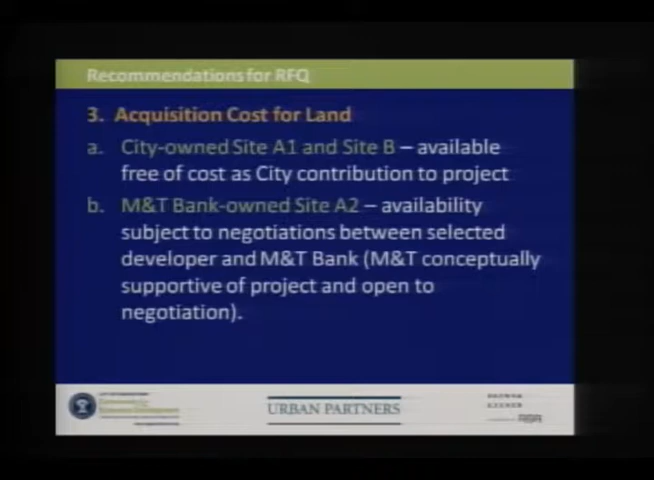 Recommendations for RFQ
3. Acquisition Cost for Land
a. City-owned Site A1 and Site B – available
free of cost as City contribution to project
b. M&T Bank-owned Site A2 – availability
subject to negotiations between selected
developer and M&T Bank (M&T conceptually
supportive of project and open to
negotiation).
URBAN PARTNERS